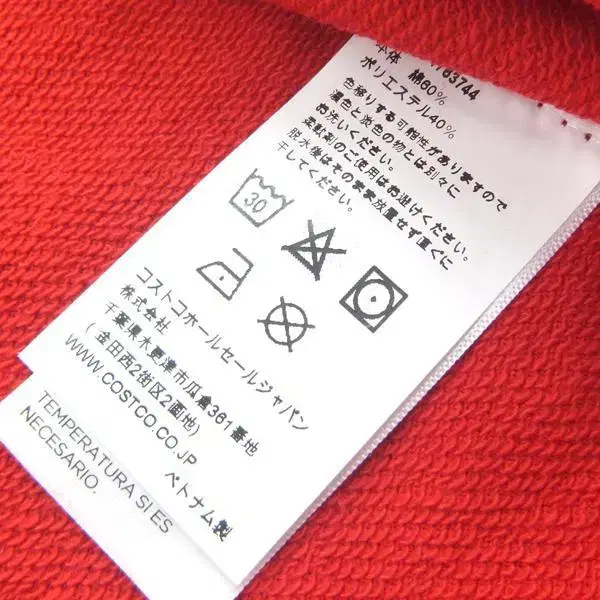 本体 綿60%
ポリエステル40%
色移りする可能性がありますので
濃色と淡色の物とは別々に
お洗いください。
柔軟剤のご使用はお避けください。
脱水後はそのまま放置せず直ぐに
干してください。
30
コストコホールセールジャパン
株式会社
千葉県木更津市瓜倉361番地
(金田西2街区2画地)
WWW.COSTCO.CO.JP
ベトナム製
TEMPERATURA SI ES
NECESARIO.